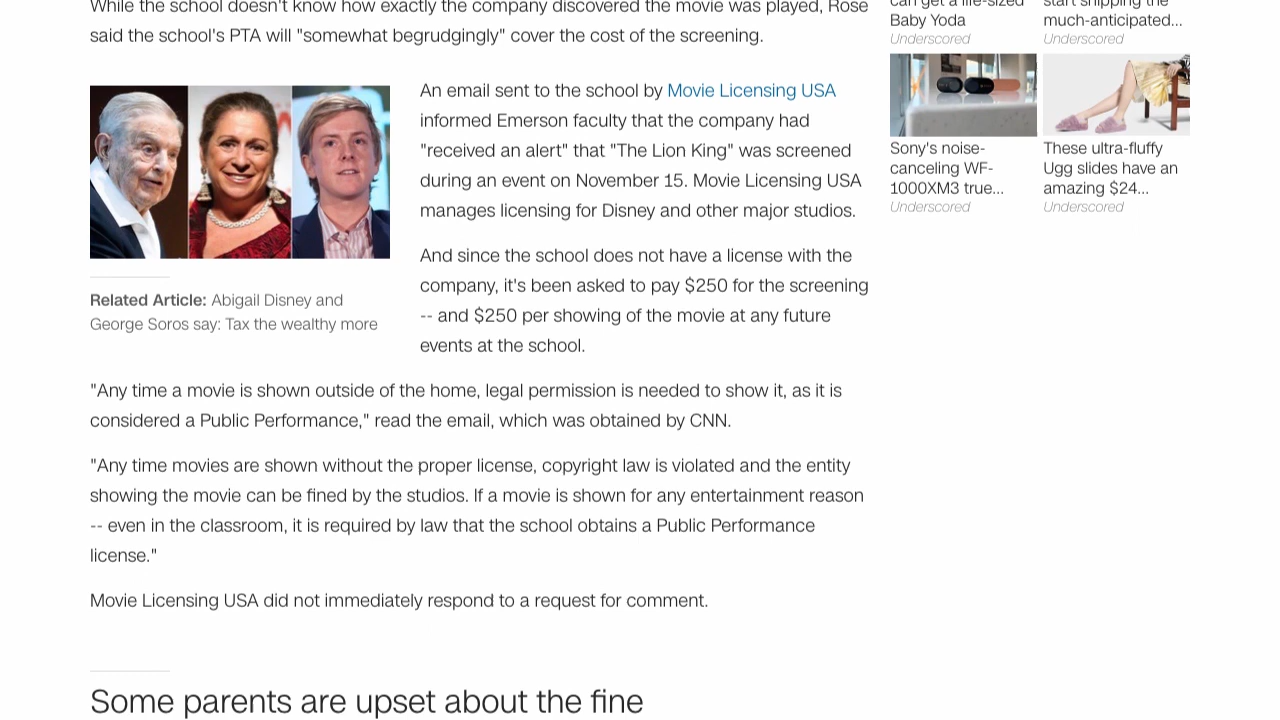 While the school doesn't know how exactly the company discovered the movie was played, Rose
said the school's PTA will "somewhat begrudgingly" cover the cost of the screening.
An email sent to the school by Movie Licensing USA
informed Emerson faculty that the company had
"received an alert" that "The Lion King" was screened
during an event on November 15. Movie Licensing USA
manages licensing for Disney and other major studios.
Related Article: Abigail Disney and
George Soros say: Tax the wealthy more
And since the school does not have a license with the
company, it's been asked to pay $250 for the screening
-- and $250 per showing of the movie at any future
events at the school.
"Any time a movie is shown outside of the home, legal permission is needed to show it, as it is
considered a Public Performance," read the email, which was obtained by CNN.
"Any time movies are shown without the proper license, copyright law is violated and the entity
showing the movie can be fined by the studios. If a movie is shown for any entertainment reason
-- even in the classroom, it is required by law that the school obtains a Public Performance
license."
Movie Licensing USA did not immediately respond to a request for comment.
Some parents are upset about the fine
can get a life-sized
Baby Yoda
Underscored
start shipping the
much-anticipated...
Underscored
Sony's noise-
canceling WF-
1000XM3 true...
Underscored
These ultra-fluffy
Ugg slides have an
amazing $24...
Underscored